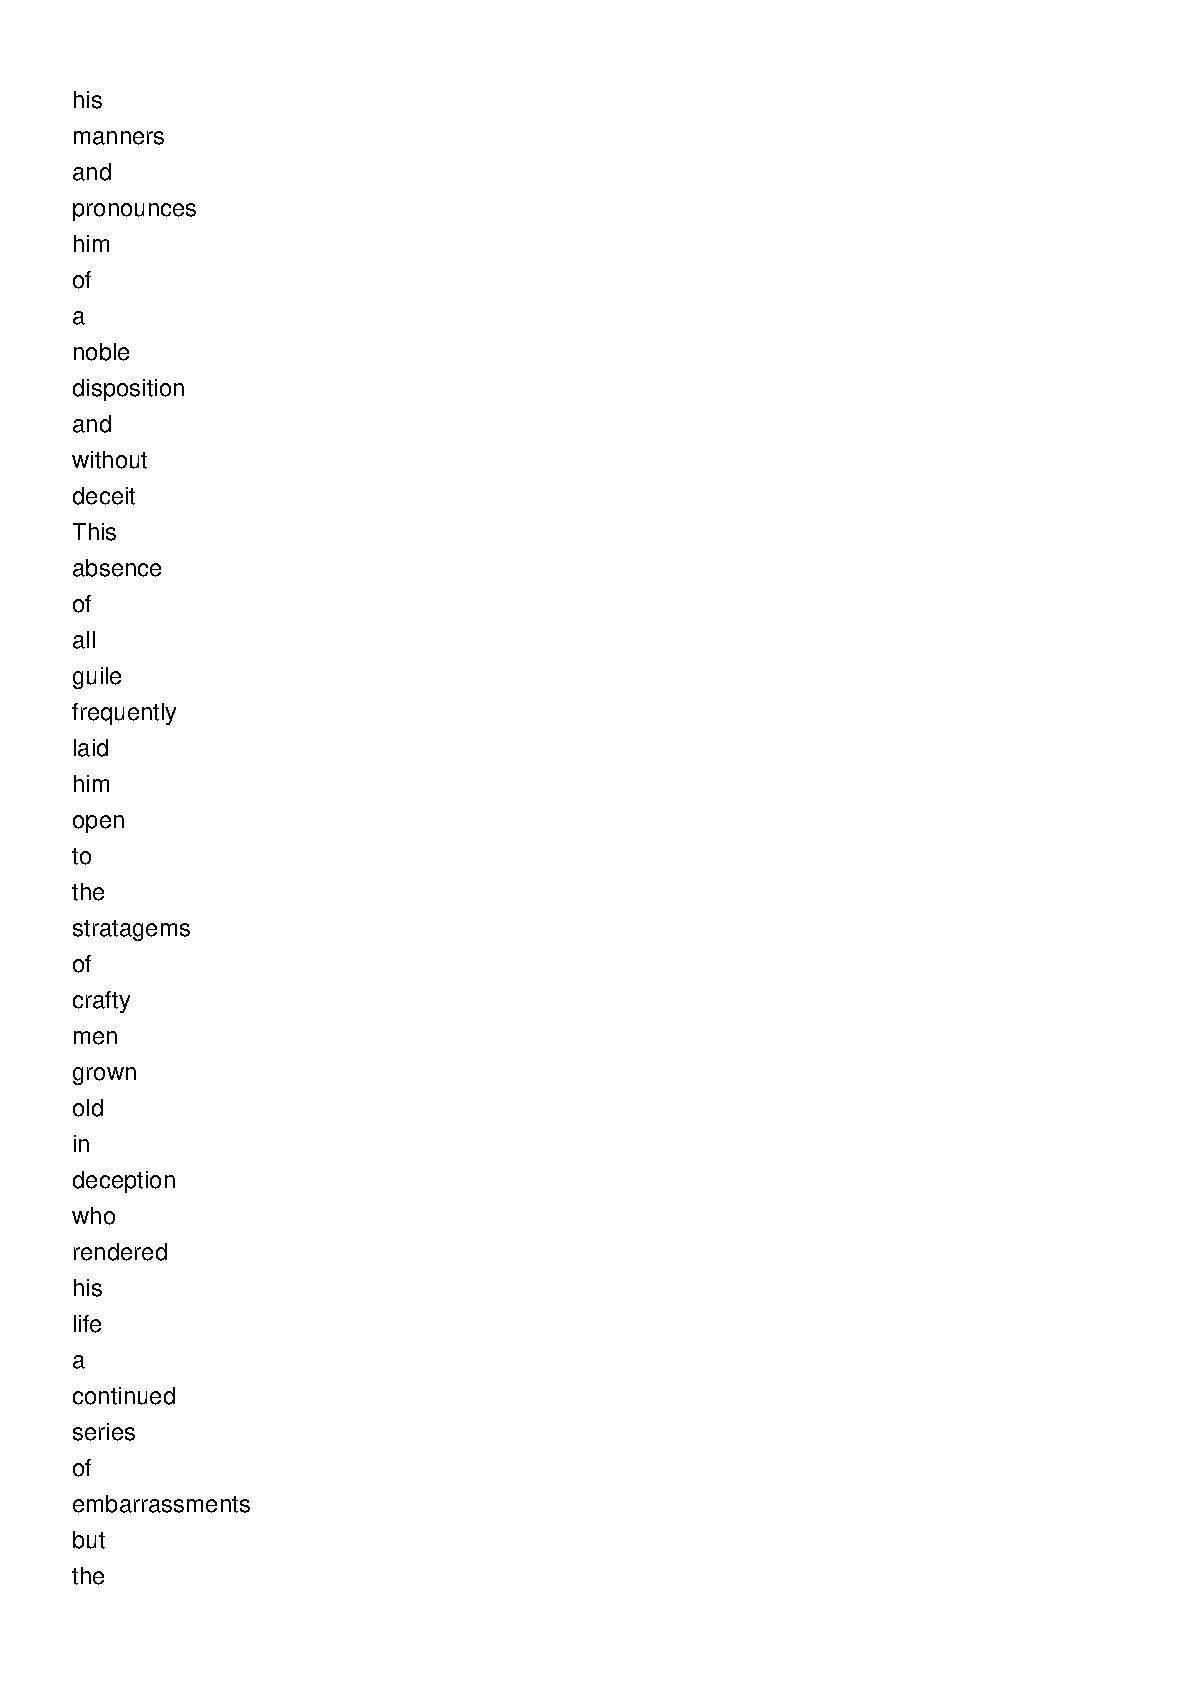 his
manners
and
pronounces
him
of
a
noble
disposition
and
without
deceit
This
absence
of
all
guile
frequently
laid
him
open
to
the
stratagems
of
crafty
men
grown
old
in
deception
who
rendered
his
life
a
continued
series
of
embarrassments
but
the